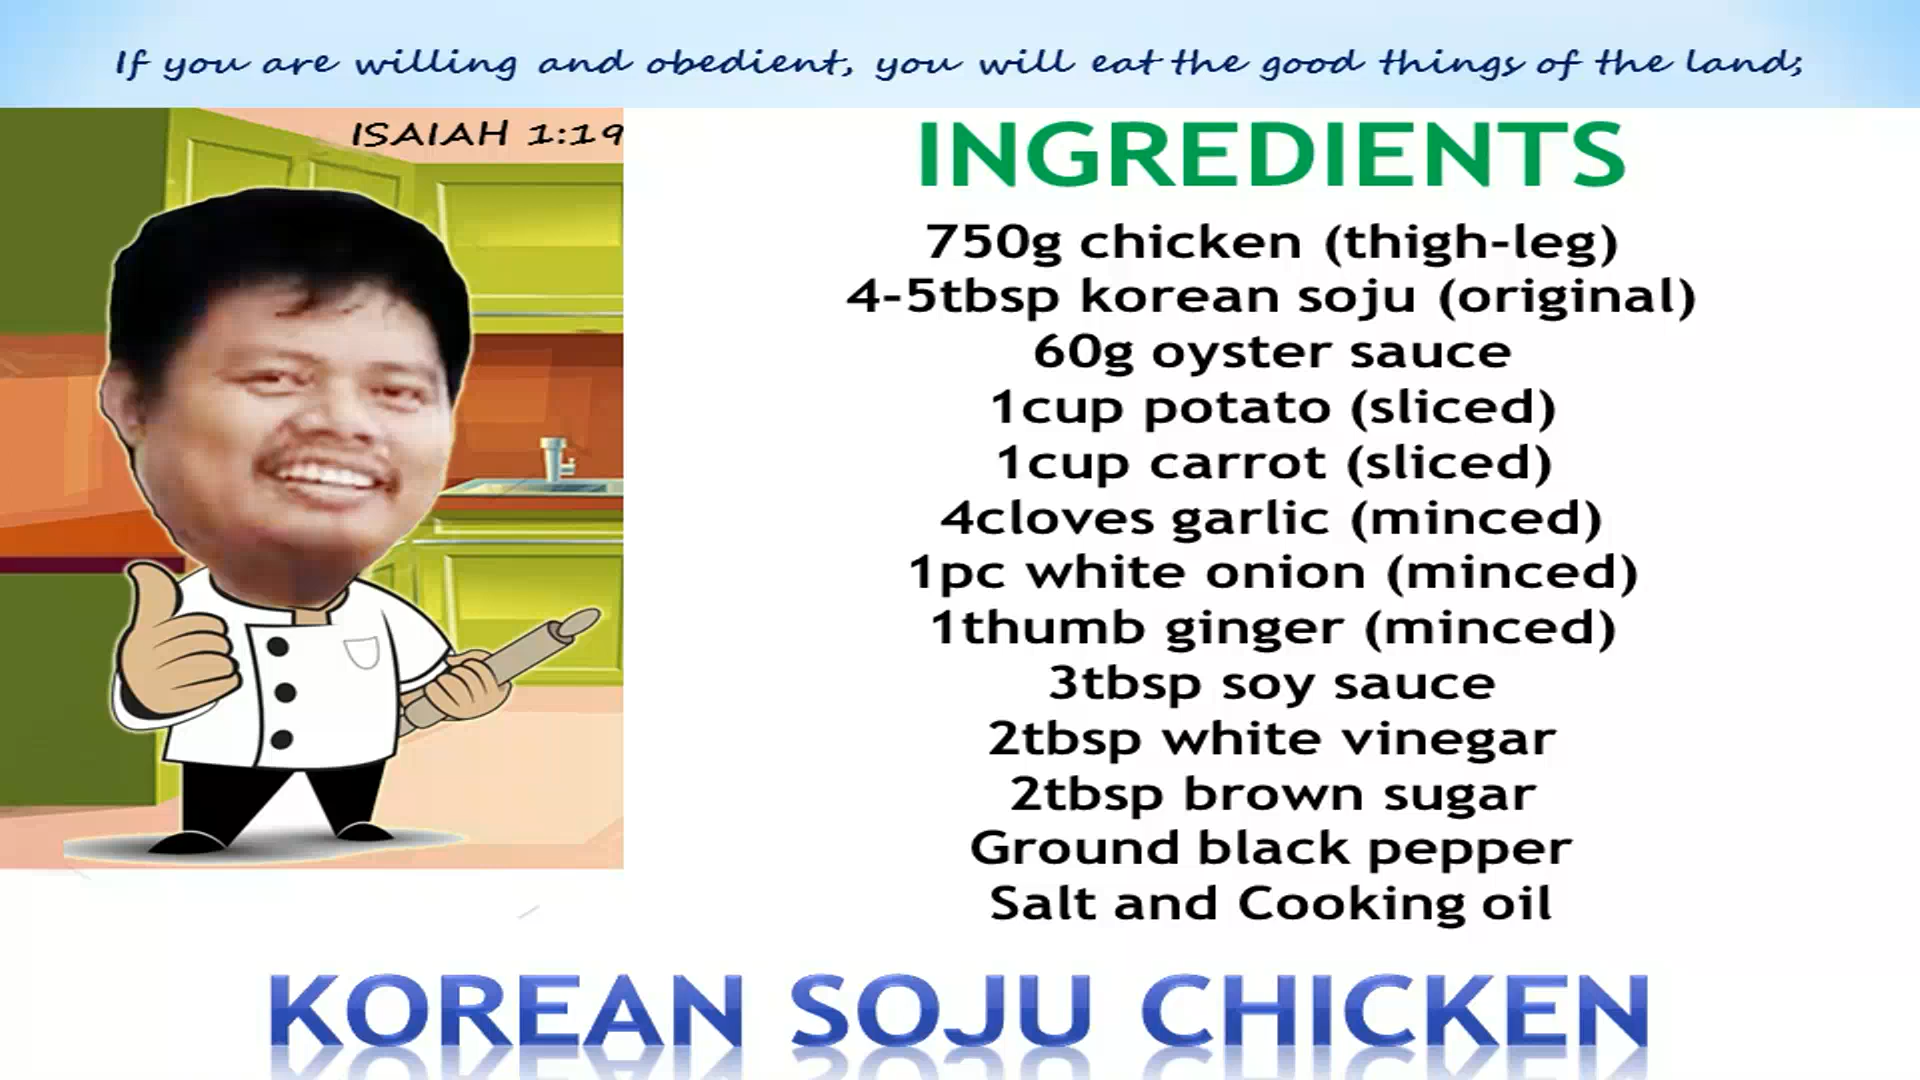 If you are willing and obedient, you will eat the good things of the land;
ISAIAH 1:19
INGREDIENTS
750g chicken (thigh-leg)
4-5tbsp korean soju (original)
60g oyster sauce
1cup potato (sliced)
1cup carrot (sliced)
4cloves garlic (minced)
1pc white onion (minced)
1thumb ginger (minced)
3tbsp soy sauce
2tbsp white vinegar
2tbsp brown sugar
Ground black pepper
Salt and Cooking oil
KOREAN SOJU CHICKEN